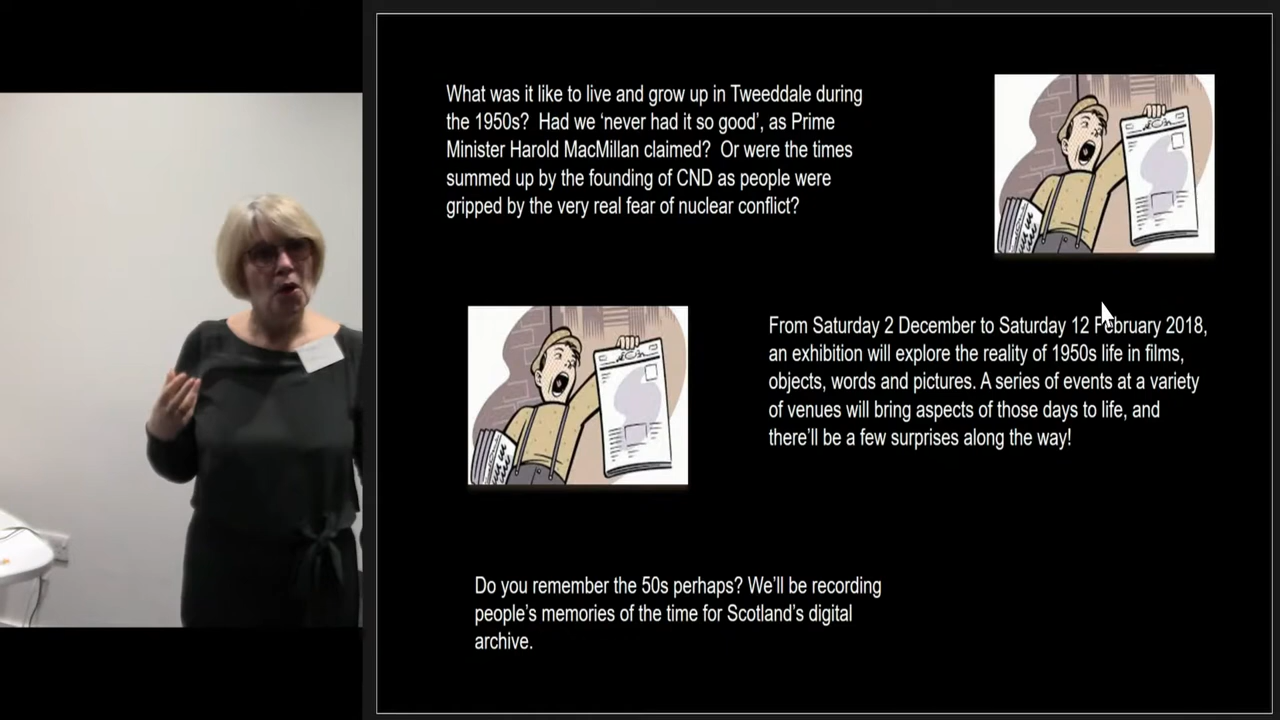 What was it like to live and grow up in Tweeddale during
the 1950s?  Had we ‘never had it so good’, as Prime
Minister Harold MacMillan claimed?  Or were the times
summed up by the founding of CND as people were
gripped by the very real fear of nuclear conflict?
From Saturday 2 December to Saturday 12 February 2018,
an exhibition will explore the reality of 1950s life in films,
objects, words and pictures. A series of events at a variety
of venues will bring aspects of those days to life, and
there’ll be a few surprises along the way!
Do you remember the 50s perhaps? We’ll be recording
people’s memories of the time for Scotland’s digital
archive.